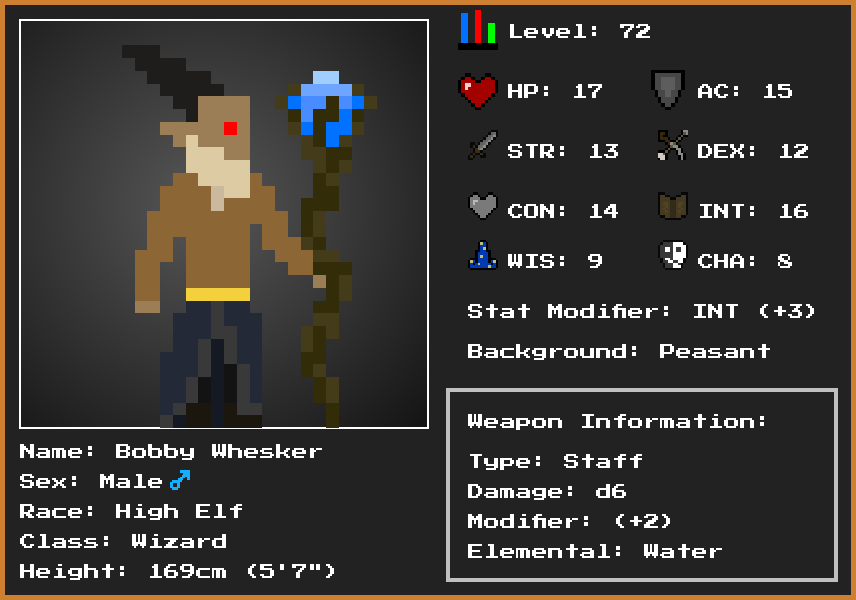 Level: 72
HP: 17
AC: 15
STR: 13
DEX: 12
CON: 14
INT: 16
WIS: 9
CHA: 8
Stat Modifier: INT (+3)
Background: Peasant
Weapon Information:
Type: Staff
Damage: d6
Modifier: (+2)
Elemental: Water
Name: Bobby Whesker
Sex: Male♂
Race: High Elf
Class: Wizard
Height: 169cm (5'7")